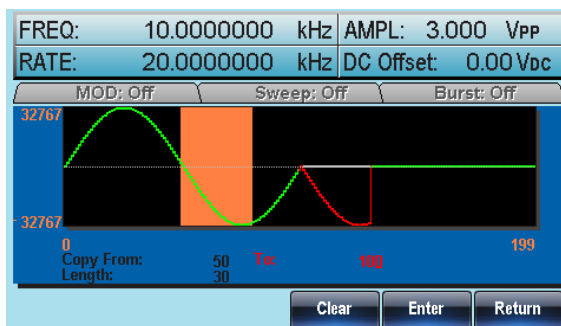 FREQ: 10.0000000 kHz AMPL: 3.000 VPP
RATE: 20.0000000 kHz DC Offset: 0.00 VDC
MOD: Off Sweep: Off Burst: Off
32767
- 32767
0 199
Copy From: 50 To: 100
Length: 30
Clear Enter Return